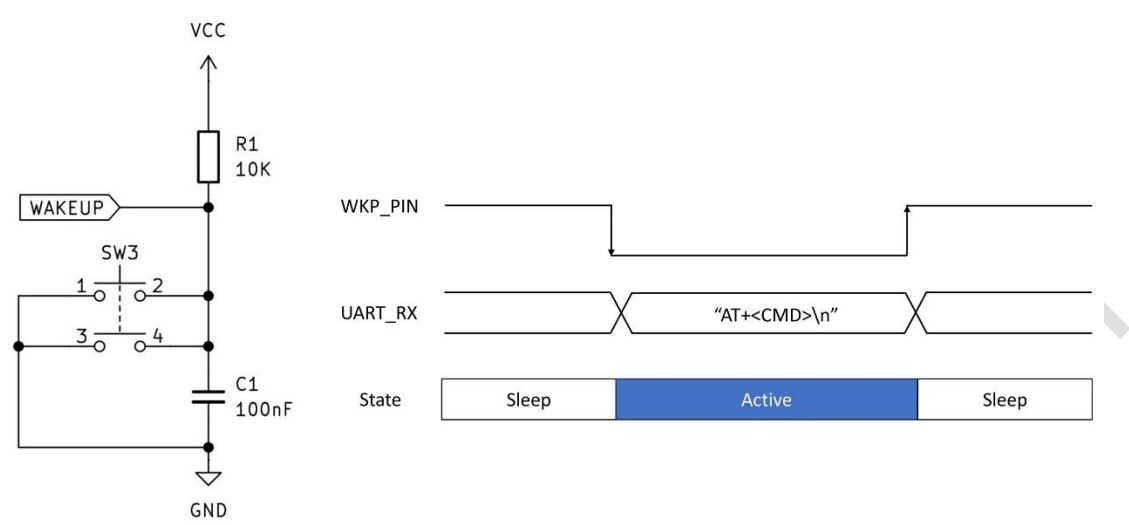 VCC
R1
10K
WAKEUP
SW3
1 2
3 4
C1
100nF
GND
WKP_PIN
UART_RX "AT+<CMD>\n"
State Sleep Active Sleep